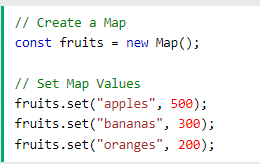 // Create a Map
const fruits = new Map();
// Set Map Values
fruits.set("apples", 500);
fruits.set("bananas", 300);
fruits.set("oranges", 200);